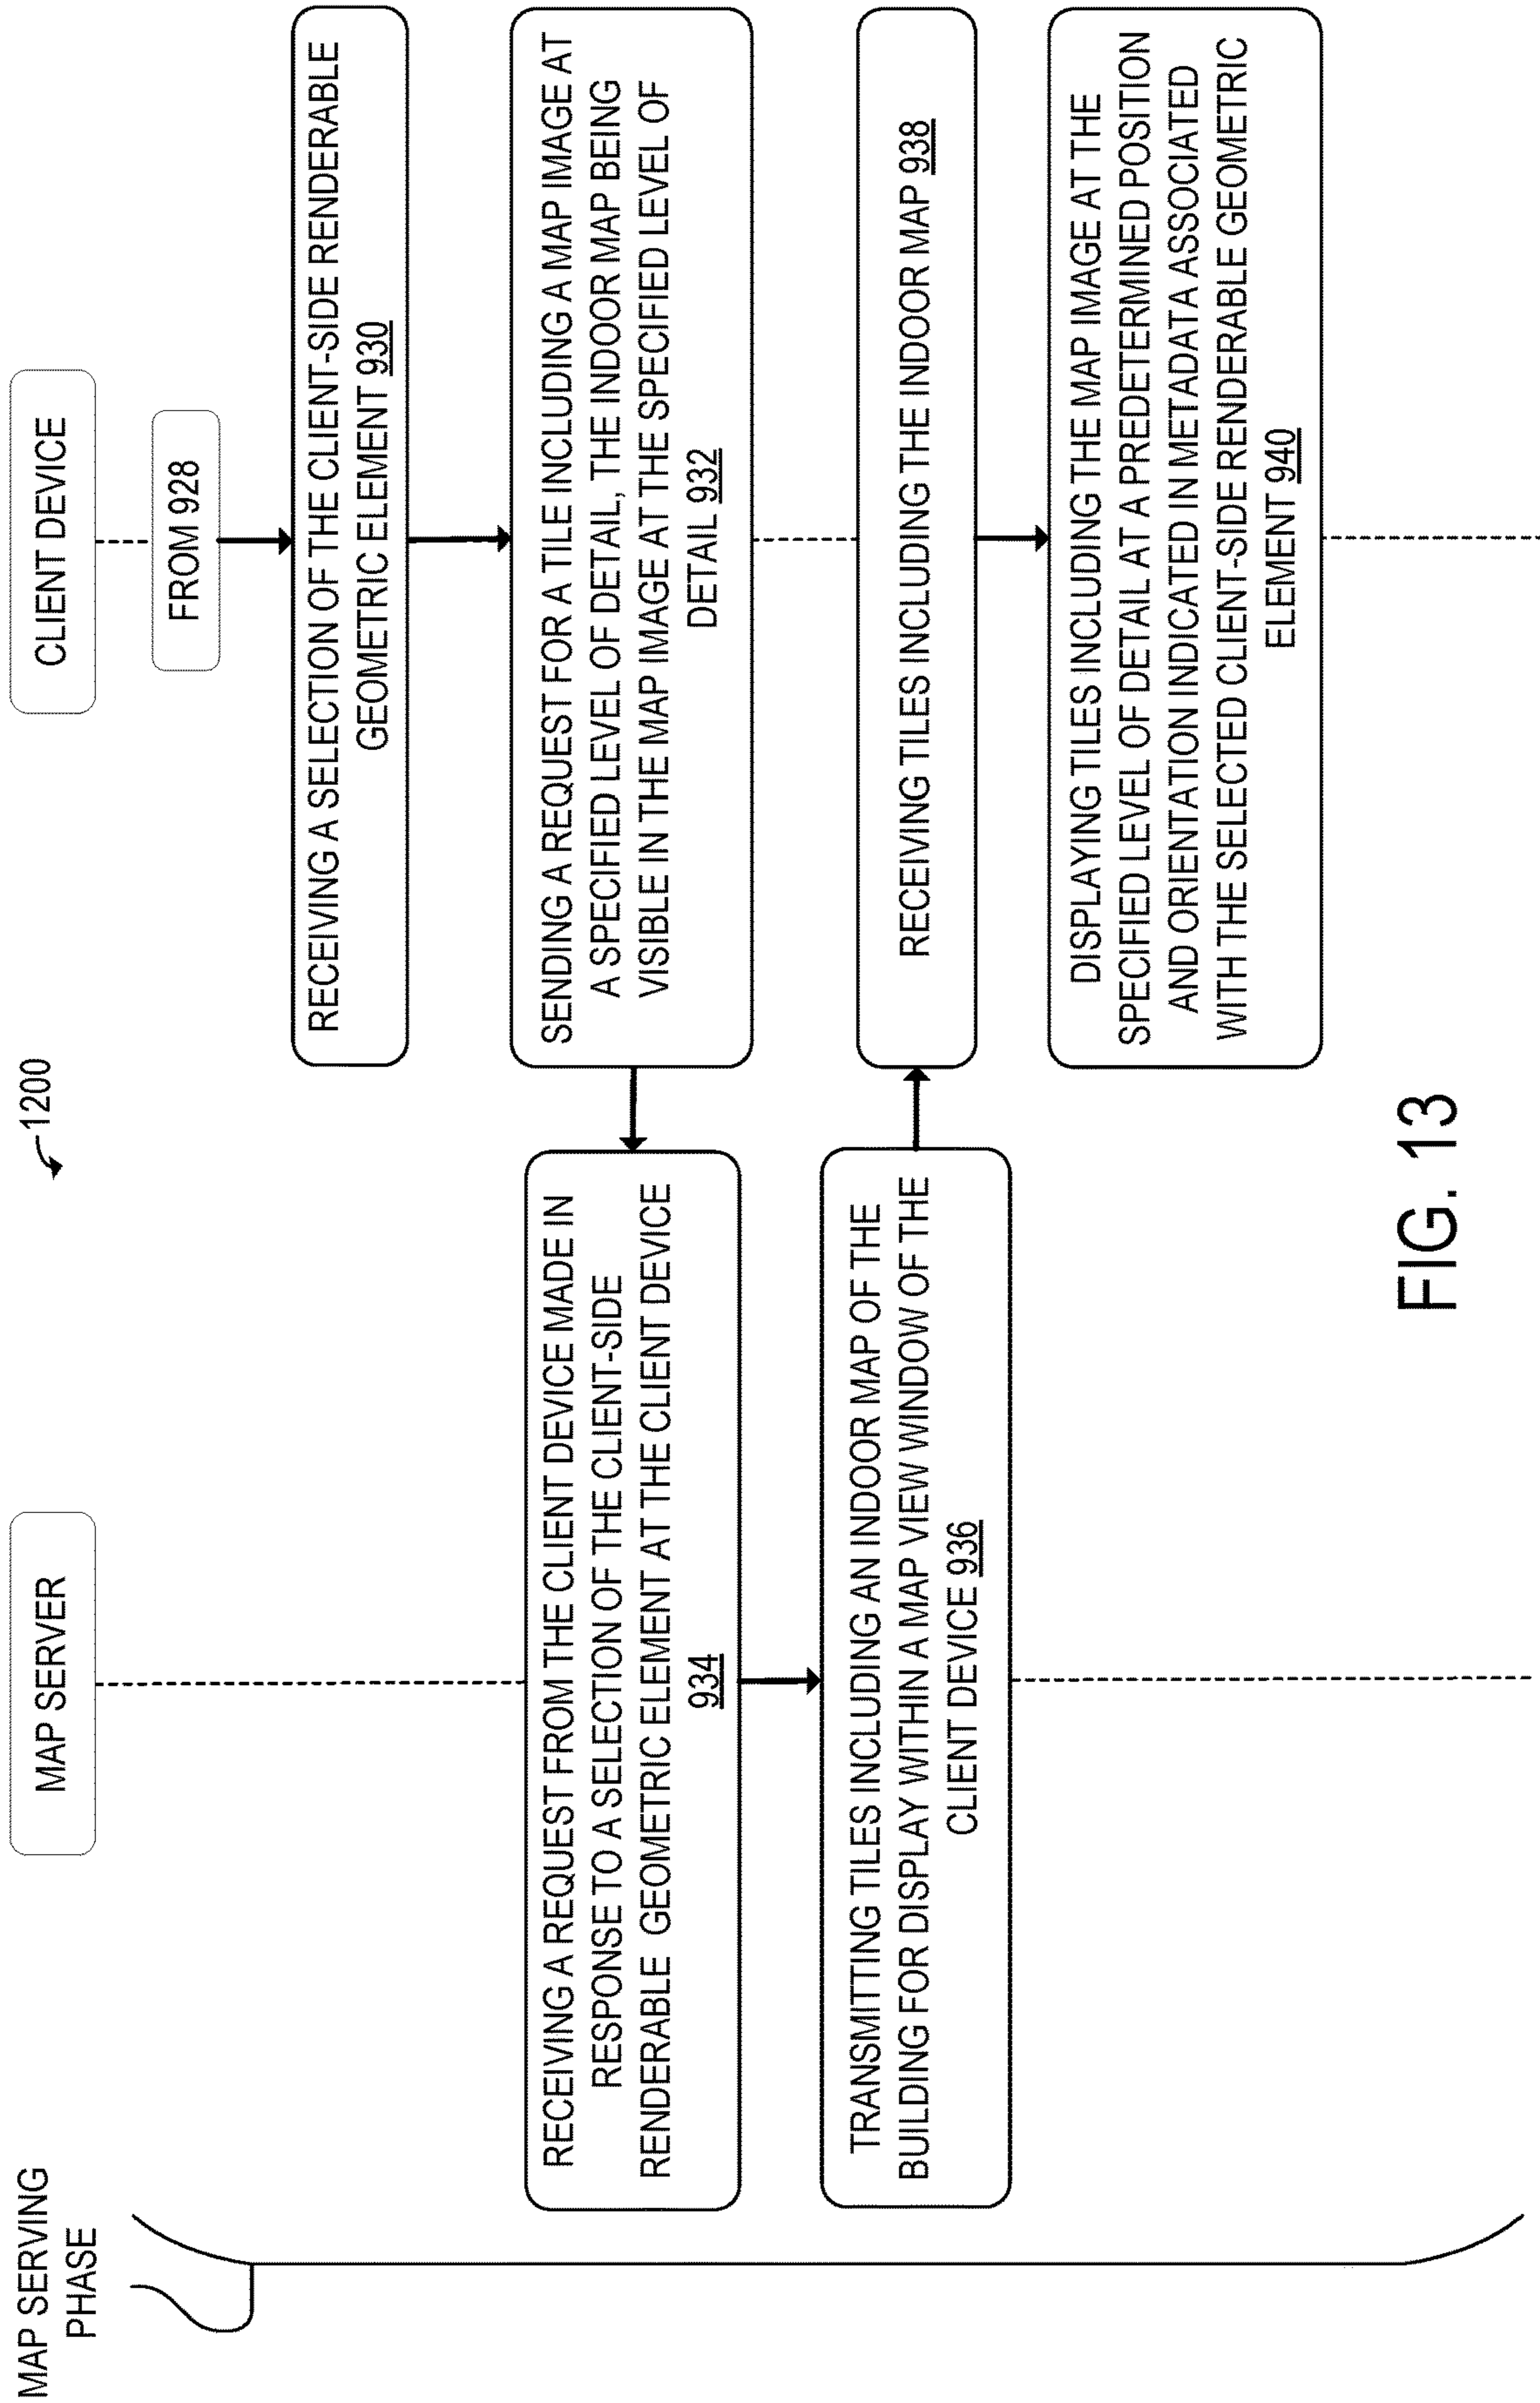 1200
MAP SERVING
PHASE
MAP SERVER
CLIENT DEVICE
FROM 928
RECEIVING A SELECTION OF THE CLIENT-SIDE RENDERABLE
GEOMETRIC ELEMENT 930
SENDING A REQUEST FOR A TILE INCLUDING A MAP IMAGE AT
A SPECIFIED LEVEL OF DETAIL, THE INDOOR MAP BEING
VISIBLE IN THE MAP IMAGE AT THE SPECIFIED LEVEL OF
DETAIL 932
RECEIVING A REQUEST FROM THE CLIENT DEVICE MADE IN
RESPONSE TO A SELECTION OF THE CLIENT-SIDE
RENDERABLE GEOMETRIC ELEMENT AT THE CLIENT DEVICE
934
TRANSMITTING TILES INCLUDING AN INDOOR MAP OF THE
BUILDING FOR DISPLAY WITHIN A MAP VIEW WINDOW OF THE
CLIENT DEVICE 936
RECEIVING TILES INCLUDING THE INDOOR MAP 938
DISPLAYING TILES INCLUDING THE MAP IMAGE AT THE
SPECIFIED LEVEL OF DETAIL AT A PREDETERMINED POSITION
AND ORIENTATION INDICATED IN METADATA ASSOCIATED
WITH THE SELECTED CLIENT-SIDE RENDERABLE GEOMETRIC
ELEMENT 940
FIG. 13